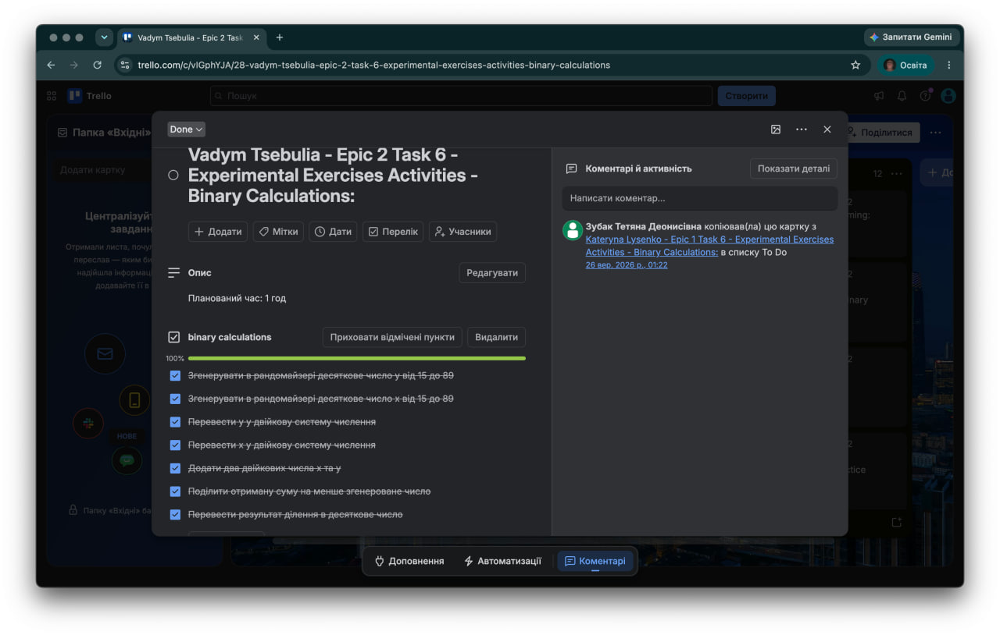 Vadym Tsebulia - Epic 2 Task
Запитати Gemini
trello.com/c/vIGphYJA/28-vadym-tsebulia-epic-2-task-6-experimental-exercises-activities-binary-calculations
Освіта
Trello
Пошук
Створити
Папка «Вхідні»
Поділитися
Додати картку
12
Централізуй
завдан
Отримали листа, почу
переслав — яким би
надійшла інформац
додавайте її в
НОВЕ
Папку «Вхідні» ба
Done
Vadym Tsebulia - Epic 2 Task 6 -
Experimental Exercises Activities -
Binary Calculations:
Додати
Мітки
Дати
Перелік
Учасники
Опис
Редагувати
Планований час: 1 год
binary calculations
Приховати відмічені пункти
Видалити
100%
Згенерувати в рандомайзері десяткове число y від 15 до 89
Згенерувати в рандомайзері десяткове число x від 15 до 89
Перевести y у двійкову систему числення
Перевести x у двійкову систему числення
Додати два двійкових числа x та y
Поділити отриману суму на менше згенероване число
Перевести результат ділення в десяткове число
Коментарі й активність
Показати деталі
Написати коментар...
Зубак Тетяна Деонисівна копіював(ла) цю картку з
Kateryna Lysenko - Epic 1 Task 6 - Experimental Exercises
Activities - Binary Calculations: в списку To Do
26 вер. 2026 р., 01:22
2
ming:
2
nary
2
2
ctice
Доповнення
Автоматизації
Коментарі